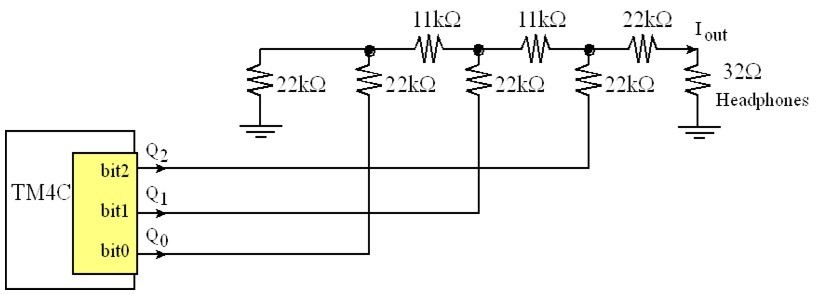 11kΩ 11kΩ 22kΩ Iout
22kΩ 22kΩ 22kΩ 22kΩ 32Ω
Headphones
Q2
bit2
TM4C
Q1
bit1
Q0
bit0